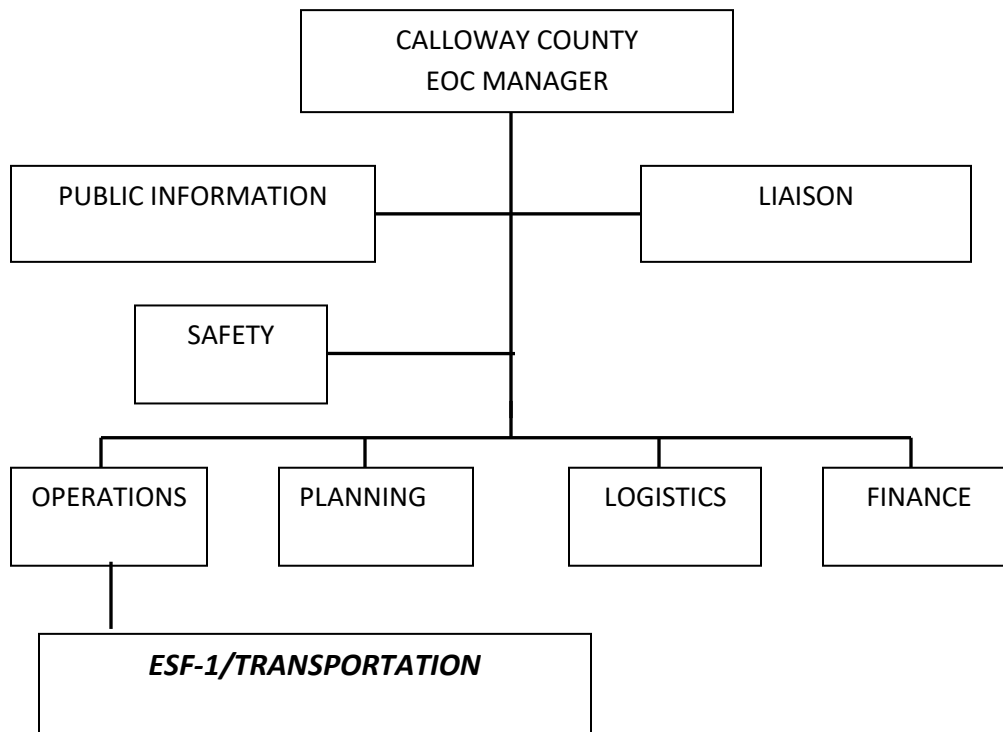 CALLOWAY COUNTY
EOC MANAGER
PUBLIC INFORMATION
LIAISON
SAFETY
OPERATIONS
PLANNING
LOGISTICS
FINANCE
ESF-1/TRANSPORTATION